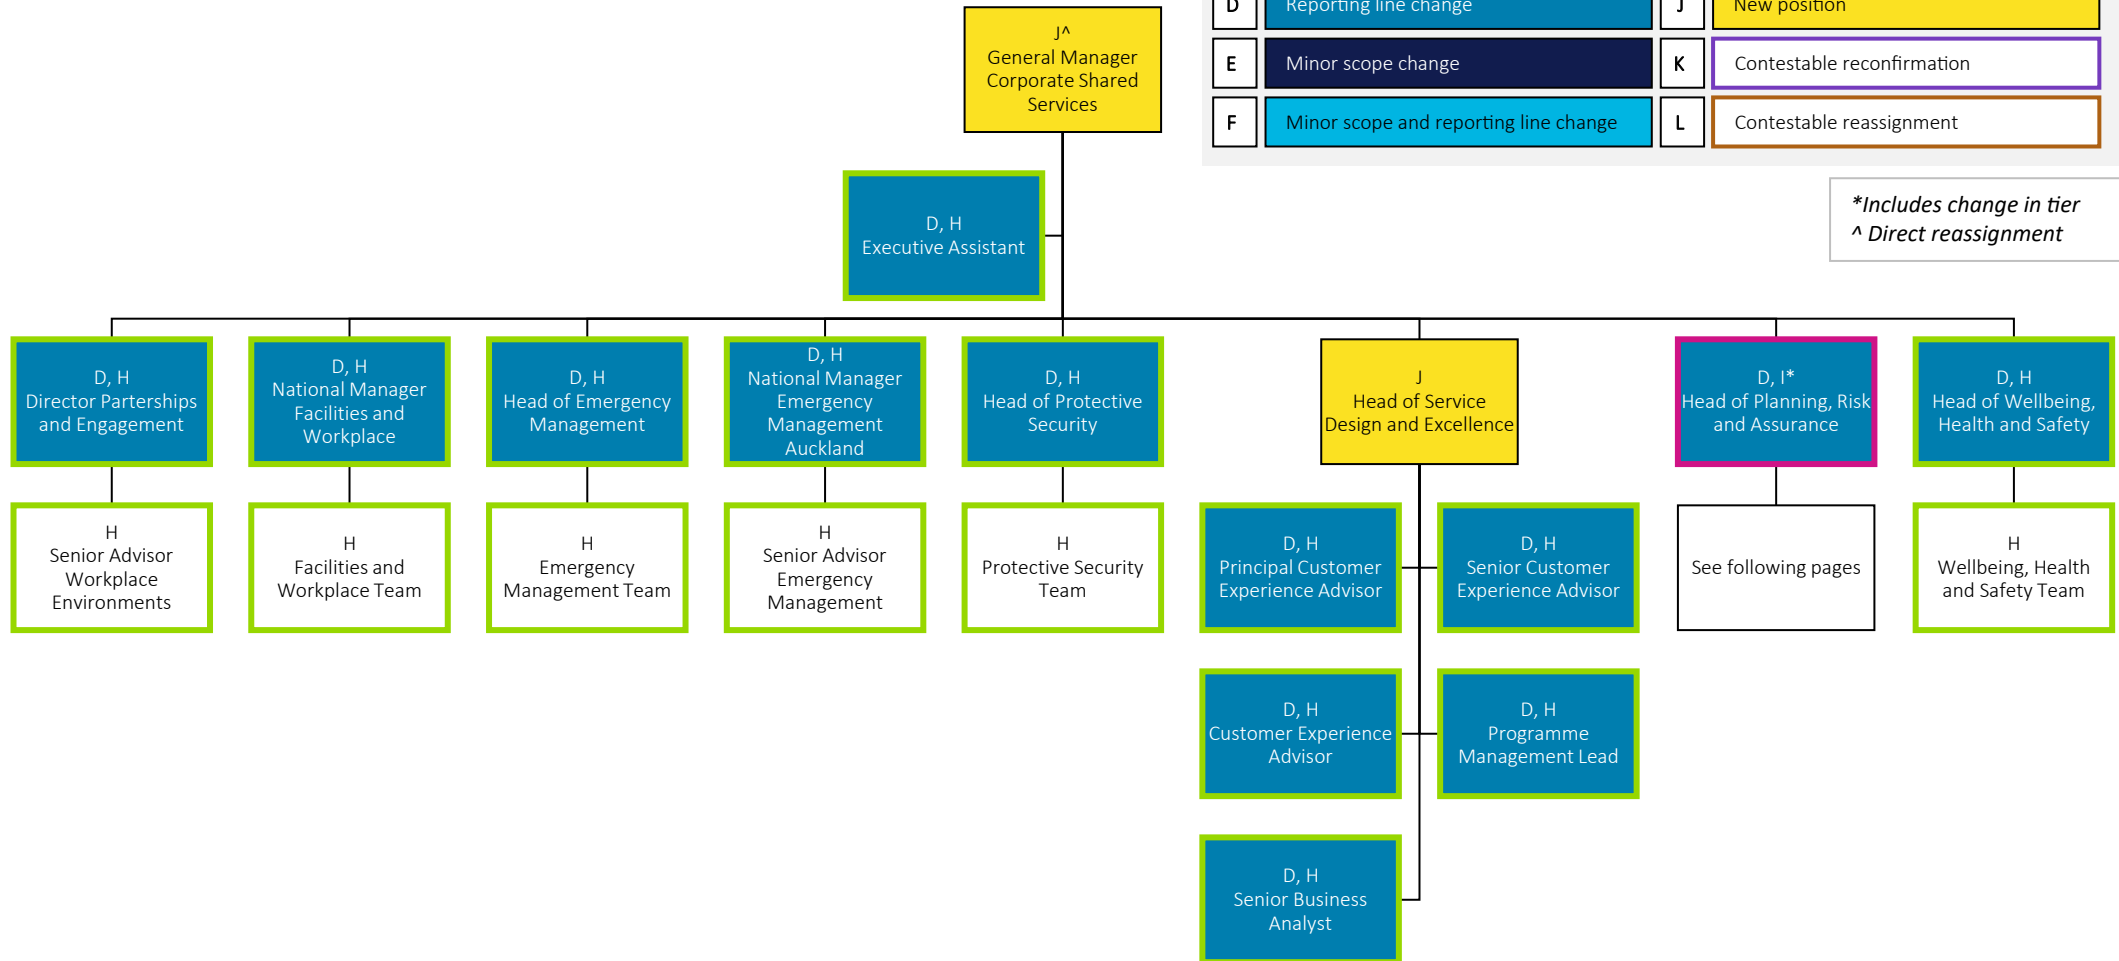 D
Reporting line change
J
New position
E
Minor scope change
K
Contestable reconfirmation
F
Minor scope and reporting line change
L
Contestable reassignment
*Includes change in tier
^ Direct reassignment
J^
General Manager
Corporate Shared
Services
D, H
Executive Assistant
D, H
Director Parterships
and Engagement
D, H
National Manager
Facilities and
Workplace
D, H
Head of Emergency
Management
D, H
National Manager
Emergency
Management
Auckland
D, H
Head of Protective
Security
J
Head of Service
Design and Excellence
D, I*
Head of Planning, Risk
and Assurance
D, H
Head of Wellbeing,
Health and Safety
H
Senior Advisor
Workplace
Environments
H
Facilities and
Workplace Team
H
Emergency
Management Team
H
Senior Advisor
Emergency
Management
H
Protective Security
Team
D, H
Principal Customer
Experience Advisor
D, H
Senior Customer
Experience Advisor
See following pages
H
Wellbeing, Health
and Safety Team
D, H
Customer Experience
Advisor
D, H
Programme
Management Lead
D, H
Senior Business
Analyst